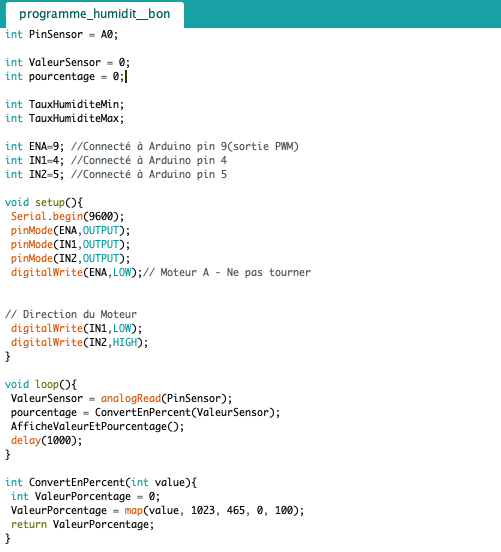 programme_humidit__bon
int PinSensor = A0;
int ValeurSensor = 0;
int pourcentage = 0;
int TauxHumiditeMin;
int TauxHumiditeMax;
int ENA=9; //Connecté à Arduino pin 9(sortie PWM)
int IN1=4; //Connecté à Arduino pin 4
int IN2=5; //Connecté à Arduino pin 5
void setup(){
Serial.begin(9600);
pinMode(ENA,OUTPUT);
pinMode(IN1,OUTPUT);
pinMode(IN2,OUTPUT);
digitalWrite(ENA,LOW);// Moteur A - Ne pas tourner
// Direction du Moteur
digitalWrite(IN1,LOW);
digitalWrite(IN2,HIGH);
}
void loop(){
ValeurSensor = analogRead(PinSensor);
pourcentage = ConvertEnPercent(ValeurSensor);
AfficheValeurEtPourcentage();
delay(1000);
}
int ConvertEnPercent(int value){
int ValeurPorcentage = 0;
ValeurPorcentage = map(value, 1023, 465, 0, 100);
return ValeurPorcentage;
}